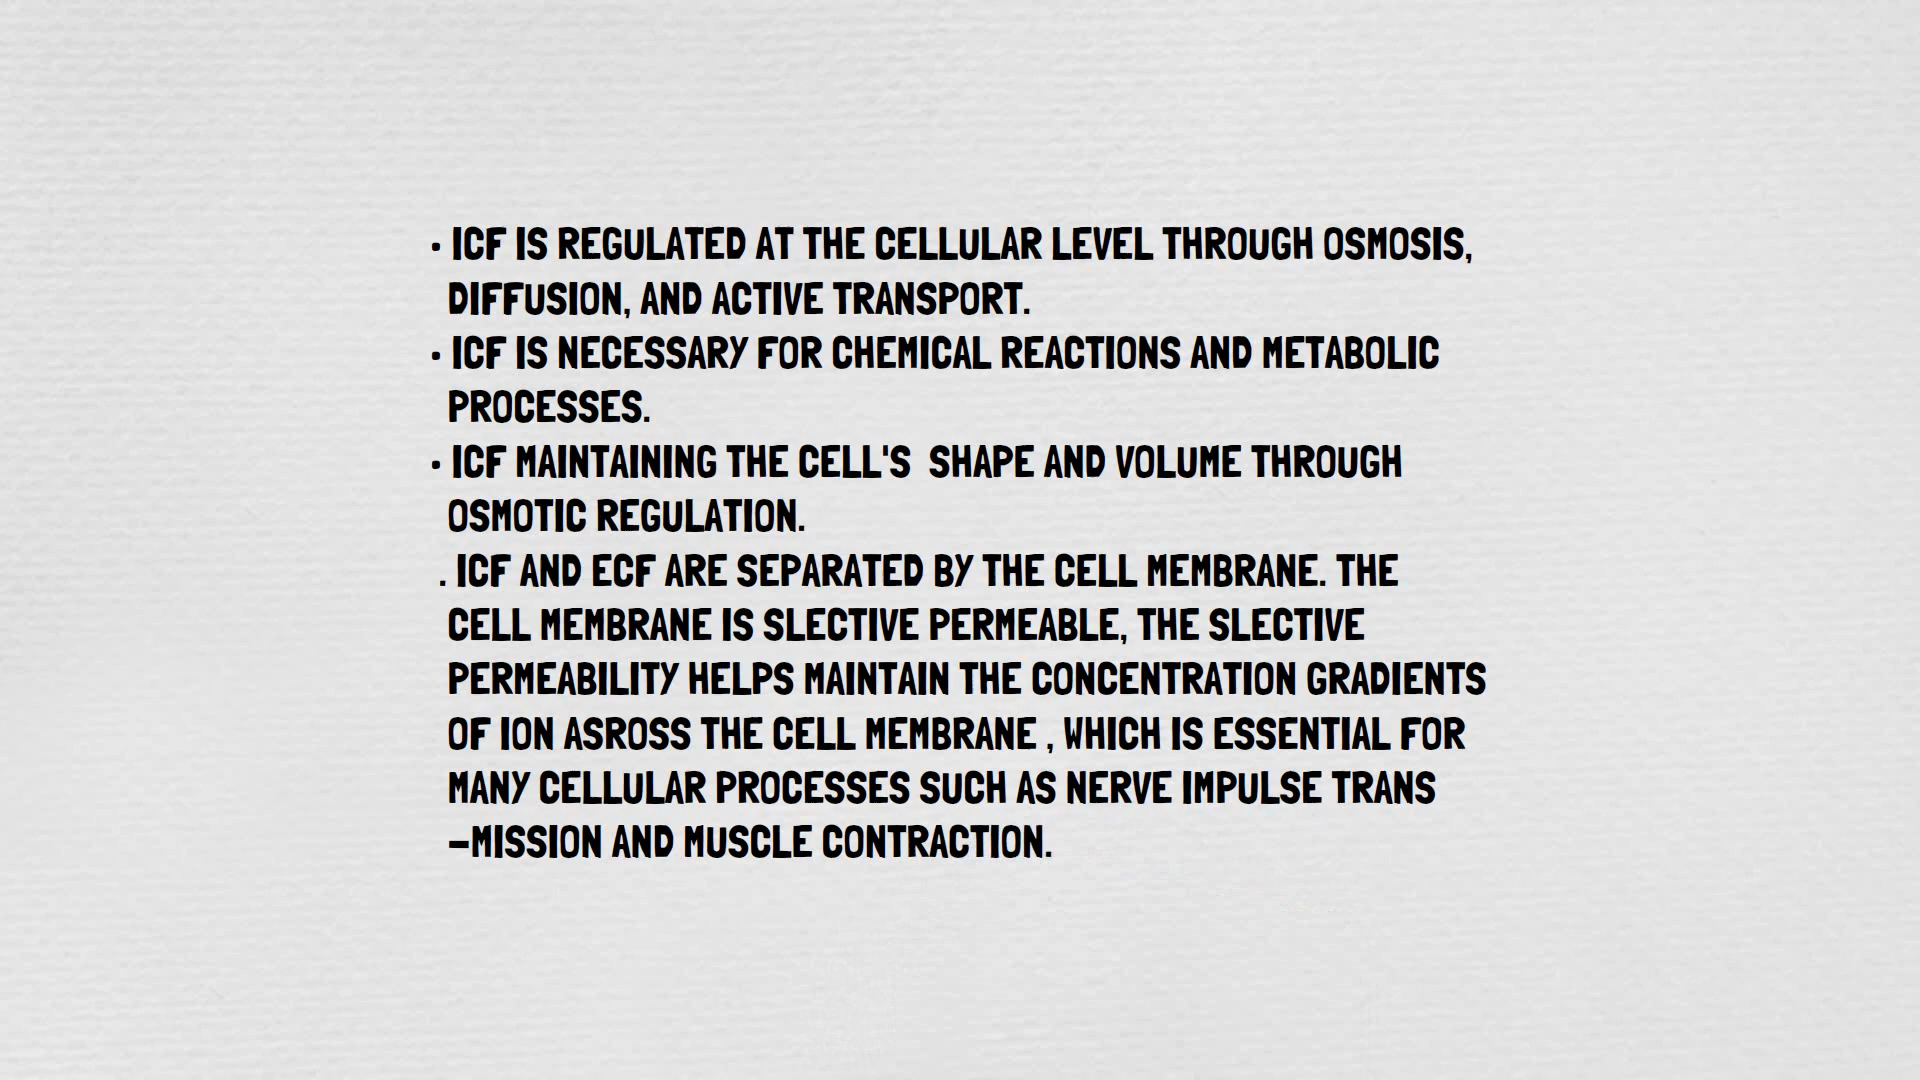 • ICF IS REGULATED AT THE CELLULAR LEVEL THROUGH OSMOSIS,
DIFFUSION, AND ACTIVE TRANSPORT.
• ICF IS NECESSARY FOR CHEMICAL REACTIONS AND METABOLIC
PROCESSES.
• ICF MAINTAINING THE CELL'S  SHAPE AND VOLUME THROUGH
OSMOTIC REGULATION.
. ICF AND ECF ARE SEPARATED BY THE CELL MEMBRANE. THE
CELL MEMBRANE IS SLECTIVE PERMEABLE, THE SLECTIVE
PERMEABILITY HELPS MAINTAIN THE CONCENTRATION GRADIENTS
OF ION ASROSS THE CELL MEMBRANE , WHICH IS ESSENTIAL FOR
MANY CELLULAR PROCESSES SUCH AS NERVE IMPULSE TRANS
–MISSION AND MUSCLE CONTRACTION.